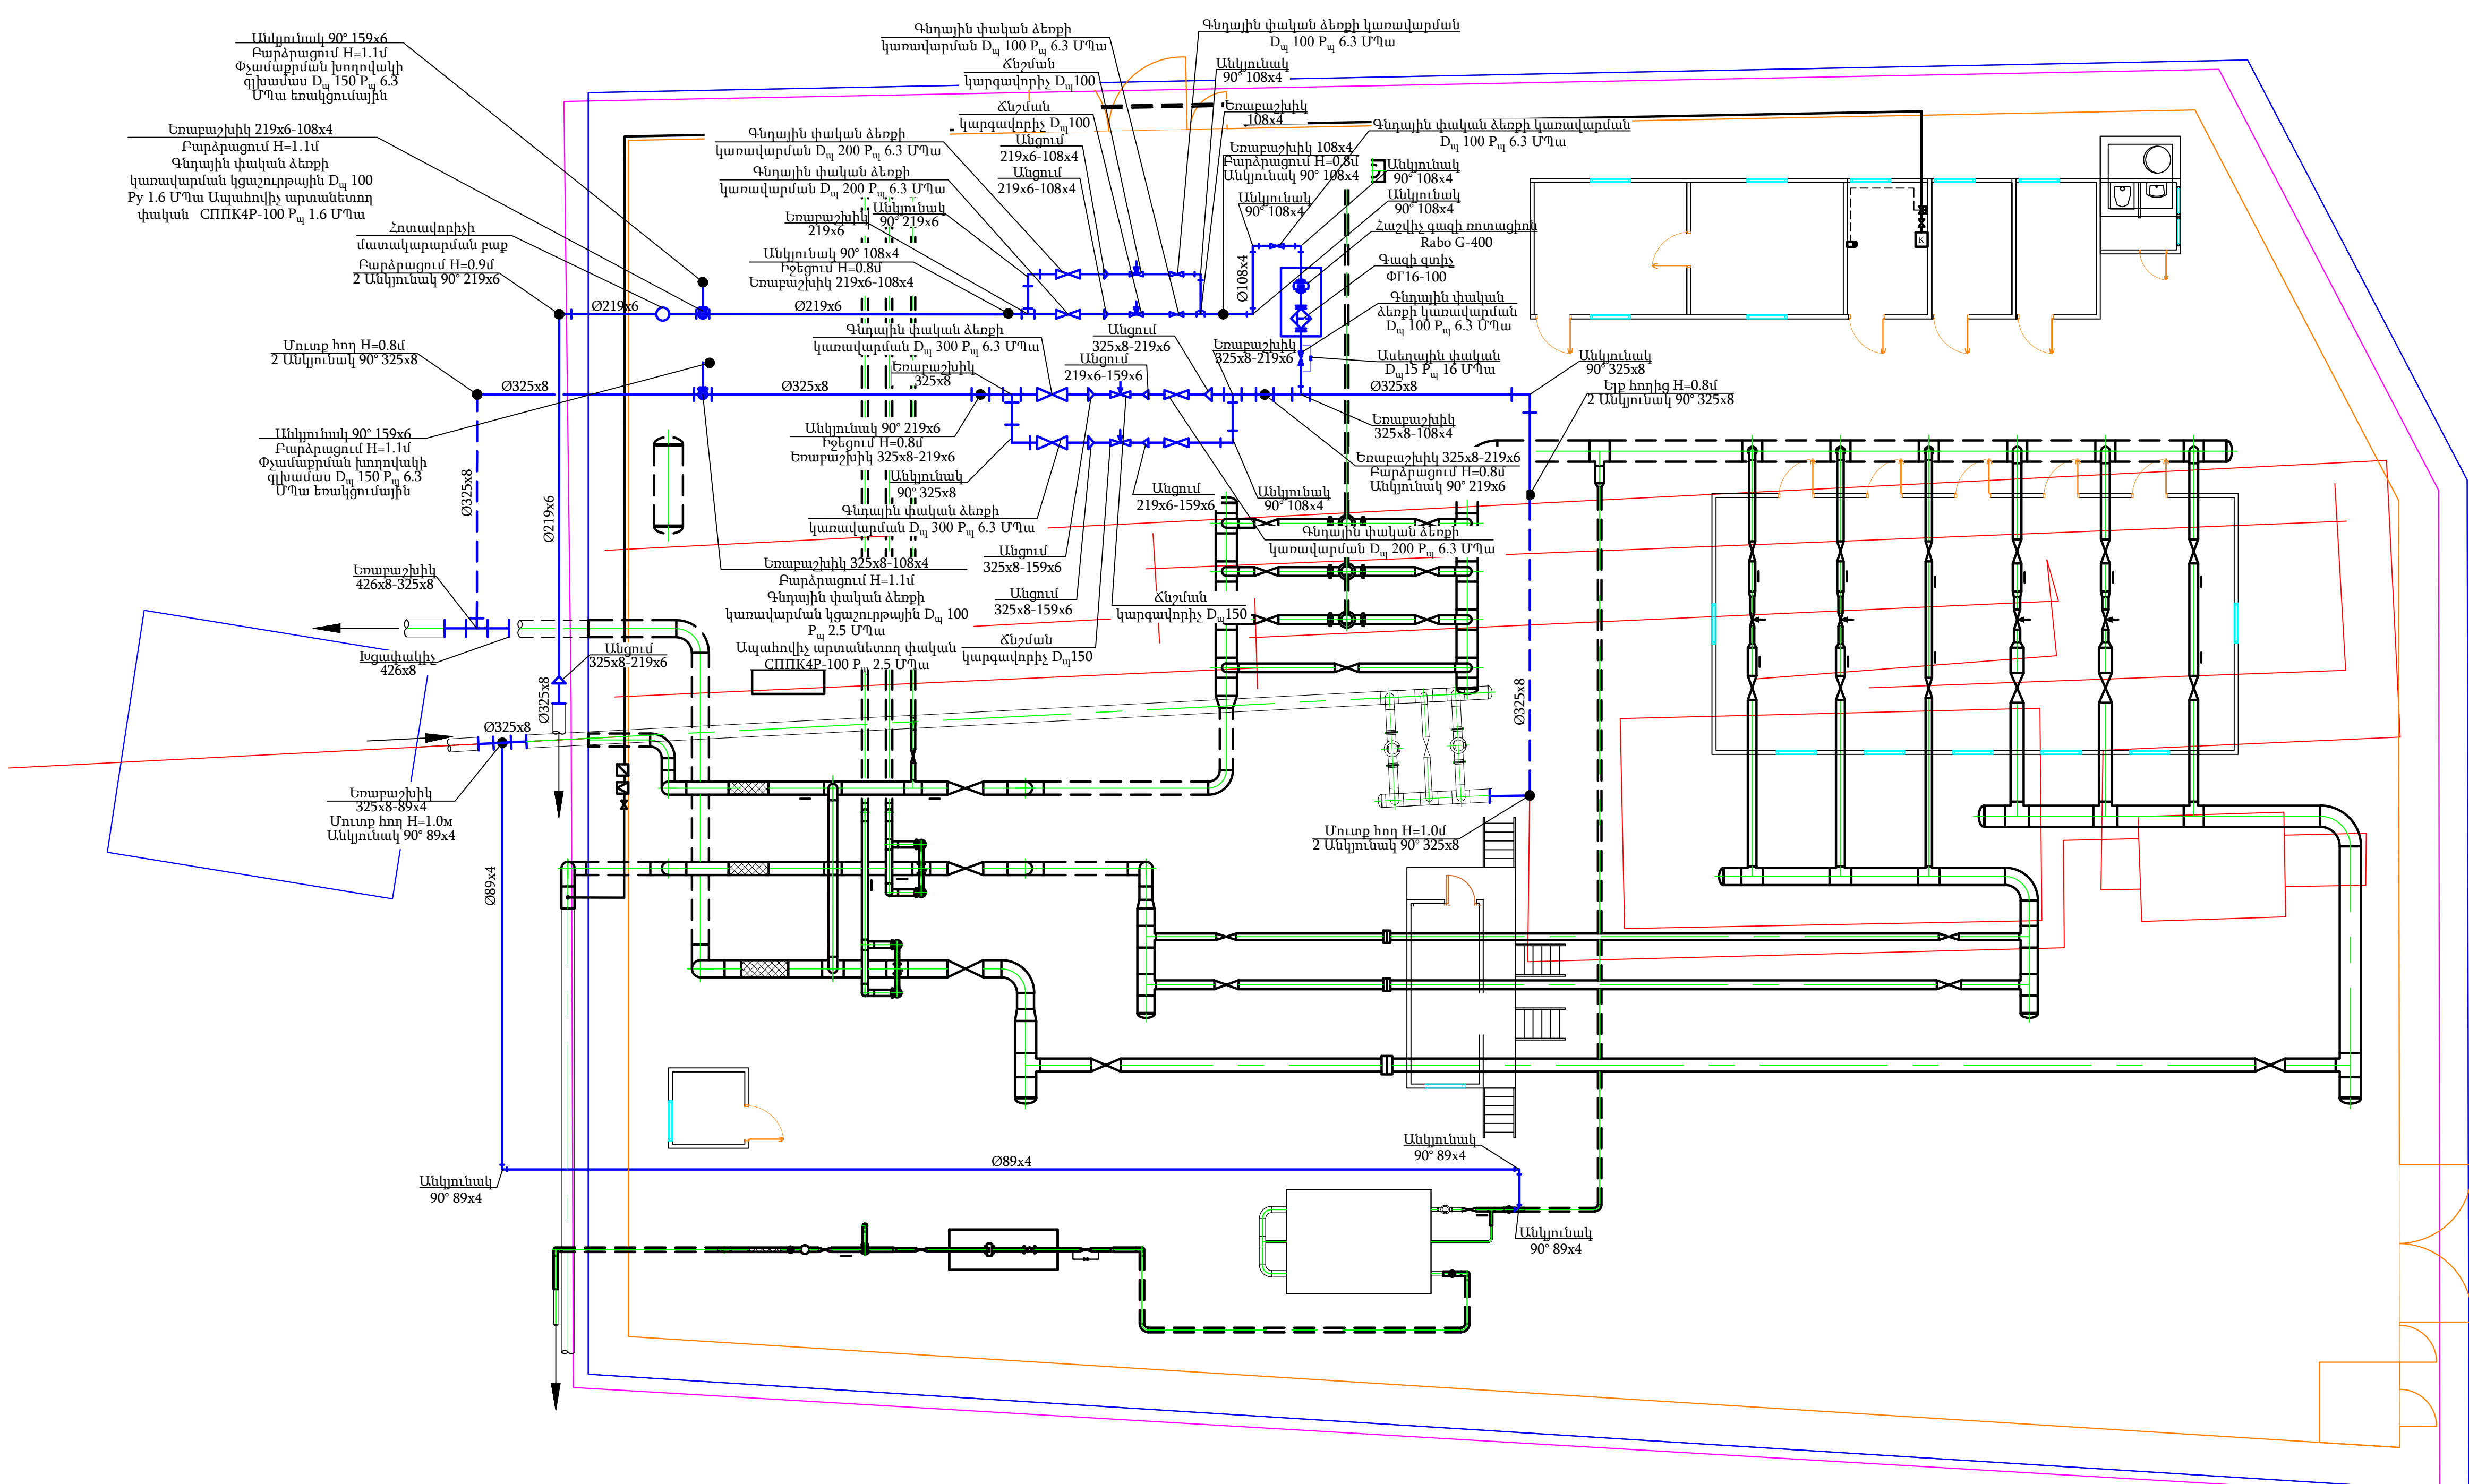 Անկյունակ 90° 159x6
Բարձրացում H=1.1մ
Փչամաքրման խողովակի
գլխամաս Dպ 150 Pպ 6.3
ՄՊա եռակցումային
Եռաբաշխիկ 219x6-108x4
Բարձրացում H=1.1մ
Գնդային փական ձեռքի
կառավարման կցաշուրթային Dպ 100
Py 1.6 ՄՊա Ապահովիչ արտանետող
փական СППК4Р-100 Pպ 1.6 ՄՊա
Հոտավորիչի
մատակարարման բաք
Բարձրացում H=0.9մ
2 Անկյունակ 90° 219x6
Մուտք հող H=0.8մ
2 Անկյունակ 90° 325x8
Անկյունակ 90° 159x6
Բարձրացում H=1.1մ
Փչամաքրման խողովակի
գլխամաս Dպ 150 Pպ 6.3
ՄՊա եռակցումային
Եռաբաշխիկ
426x8-325x8
Խցափակիչ
426x8
Անցում
325x8-219x6
Եռաբաշխիկ
325x8-89x4
Մուտք հող H=1.0м
Անկյունակ 90° 89x4
Անկյունակ
90° 89x4
Գնդային փական ձեռքի
կառավարման Dպ 100 Pպ 6.3 ՄՊա
Ճնշման
կարգավորիչ Dպ100
Ճնշման
կարգավորիչ Dպ100
Գնդային փական ձեռքի
կառավարման Dպ 200 Pպ 6.3 ՄՊա
Անցում
219x6-108x4
Գնդային փական ձեռքի
կառավարման Dպ 200 Pպ 6.3 ՄՊա
Անցում
219x6-108x4
Եռաբաշխիկ
219x6
Անկյունակ
90° 219x6
Անկյունակ 90° 108x4
Իջեցում H=0.8մ
Եռաբաշխիկ 219x6-108x4
Գնդային փական ձեռքի կառավարման
Dպ 100 Pպ 6.3 ՄՊա
Անկյունակ
90° 108x4
Եռաբաշխիկ
108x4
Գնդային փական ձեռքի կառավարման
Dպ 100 Pպ 6.3 ՄՊա
Եռաբաշխիկ 108x4
Բարձրացում H=0.8մ
Անկյունակ 90° 108x4
Անկյունակ
90° 108x4
Անկյունակ
90° 108x4
Անկյունակ
90° 108x4
Հաշվիչ գազի ռոտացիոն
Rabo G-400
Գազի զտիչ
ФГ16-100
Գնդային փական
ձեռքի կառավարման
Dպ 100 Pպ 6.3 ՄՊա
Ասեղային փական
Dպ15 Pպ 16 ՄՊա
Գնդային փական ձեռքի
կառավարման Dպ 300 Pպ 6.3 ՄՊա
Անցում
325x8-219x6
Անցում
219x6-159x6
Եռաբաշխիկ
325x8-219x6
Եռաբաշխիկ
325x8
Անկյունակ
90° 325x8
Ելք հողից H=0.8մ
2 Անկյունակ 90° 325x8
Եռաբաշխիկ
325x8-108x4
Անկյունակ 90° 219x6
Իջեցում H=0.8մ
Եռաբաշխիկ 325x8-219x6
Եռաբաշխիկ 325x8-219x6
Բարձրացում H=0.8մ
Անկյունակ 90° 219x6
Անկյունակ
90° 325x8
Անցում
219x6-159x6
Անկյունակ
90° 108x4
Գնդային փական ձեռքի
կառավարման Dպ 300 Pպ 6.3 ՄՊա
Գնդային փական ձեռքի
կառավարման Dպ 200 Pպ 6.3 ՄՊա
Անցում
325x8-159x6
Եռաբաշխիկ 325x8-108x4
Բարձրացում H=1.1մ
Գնդային փական ձեռքի
կառավարման կցաշուրթային Dպ 100
Pպ 2.5 ՄՊա
Ապահովիչ արտանետող փական
СППК4Р-100 Pպ 2.5 ՄՊա
Անցում
325x8-159x6
Ճնշման
կարգավորիչ Dպ150
Ճնշման
կարգավորիչ Dպ150
Մուտք հող H=1.0մ
2 Անկյունակ 90° 325x8
Անկյունակ
90° 89x4
Անկյունակ
90° 89x4
Ø219x6
Ø219x6
Ø108x4
Ø325x8
Ø325x8
Ø325x8
Ø325x8
Ø219x6
Ø325x8
Ø325x8
Ø325x8
Ø89x4
Ø89x4
K